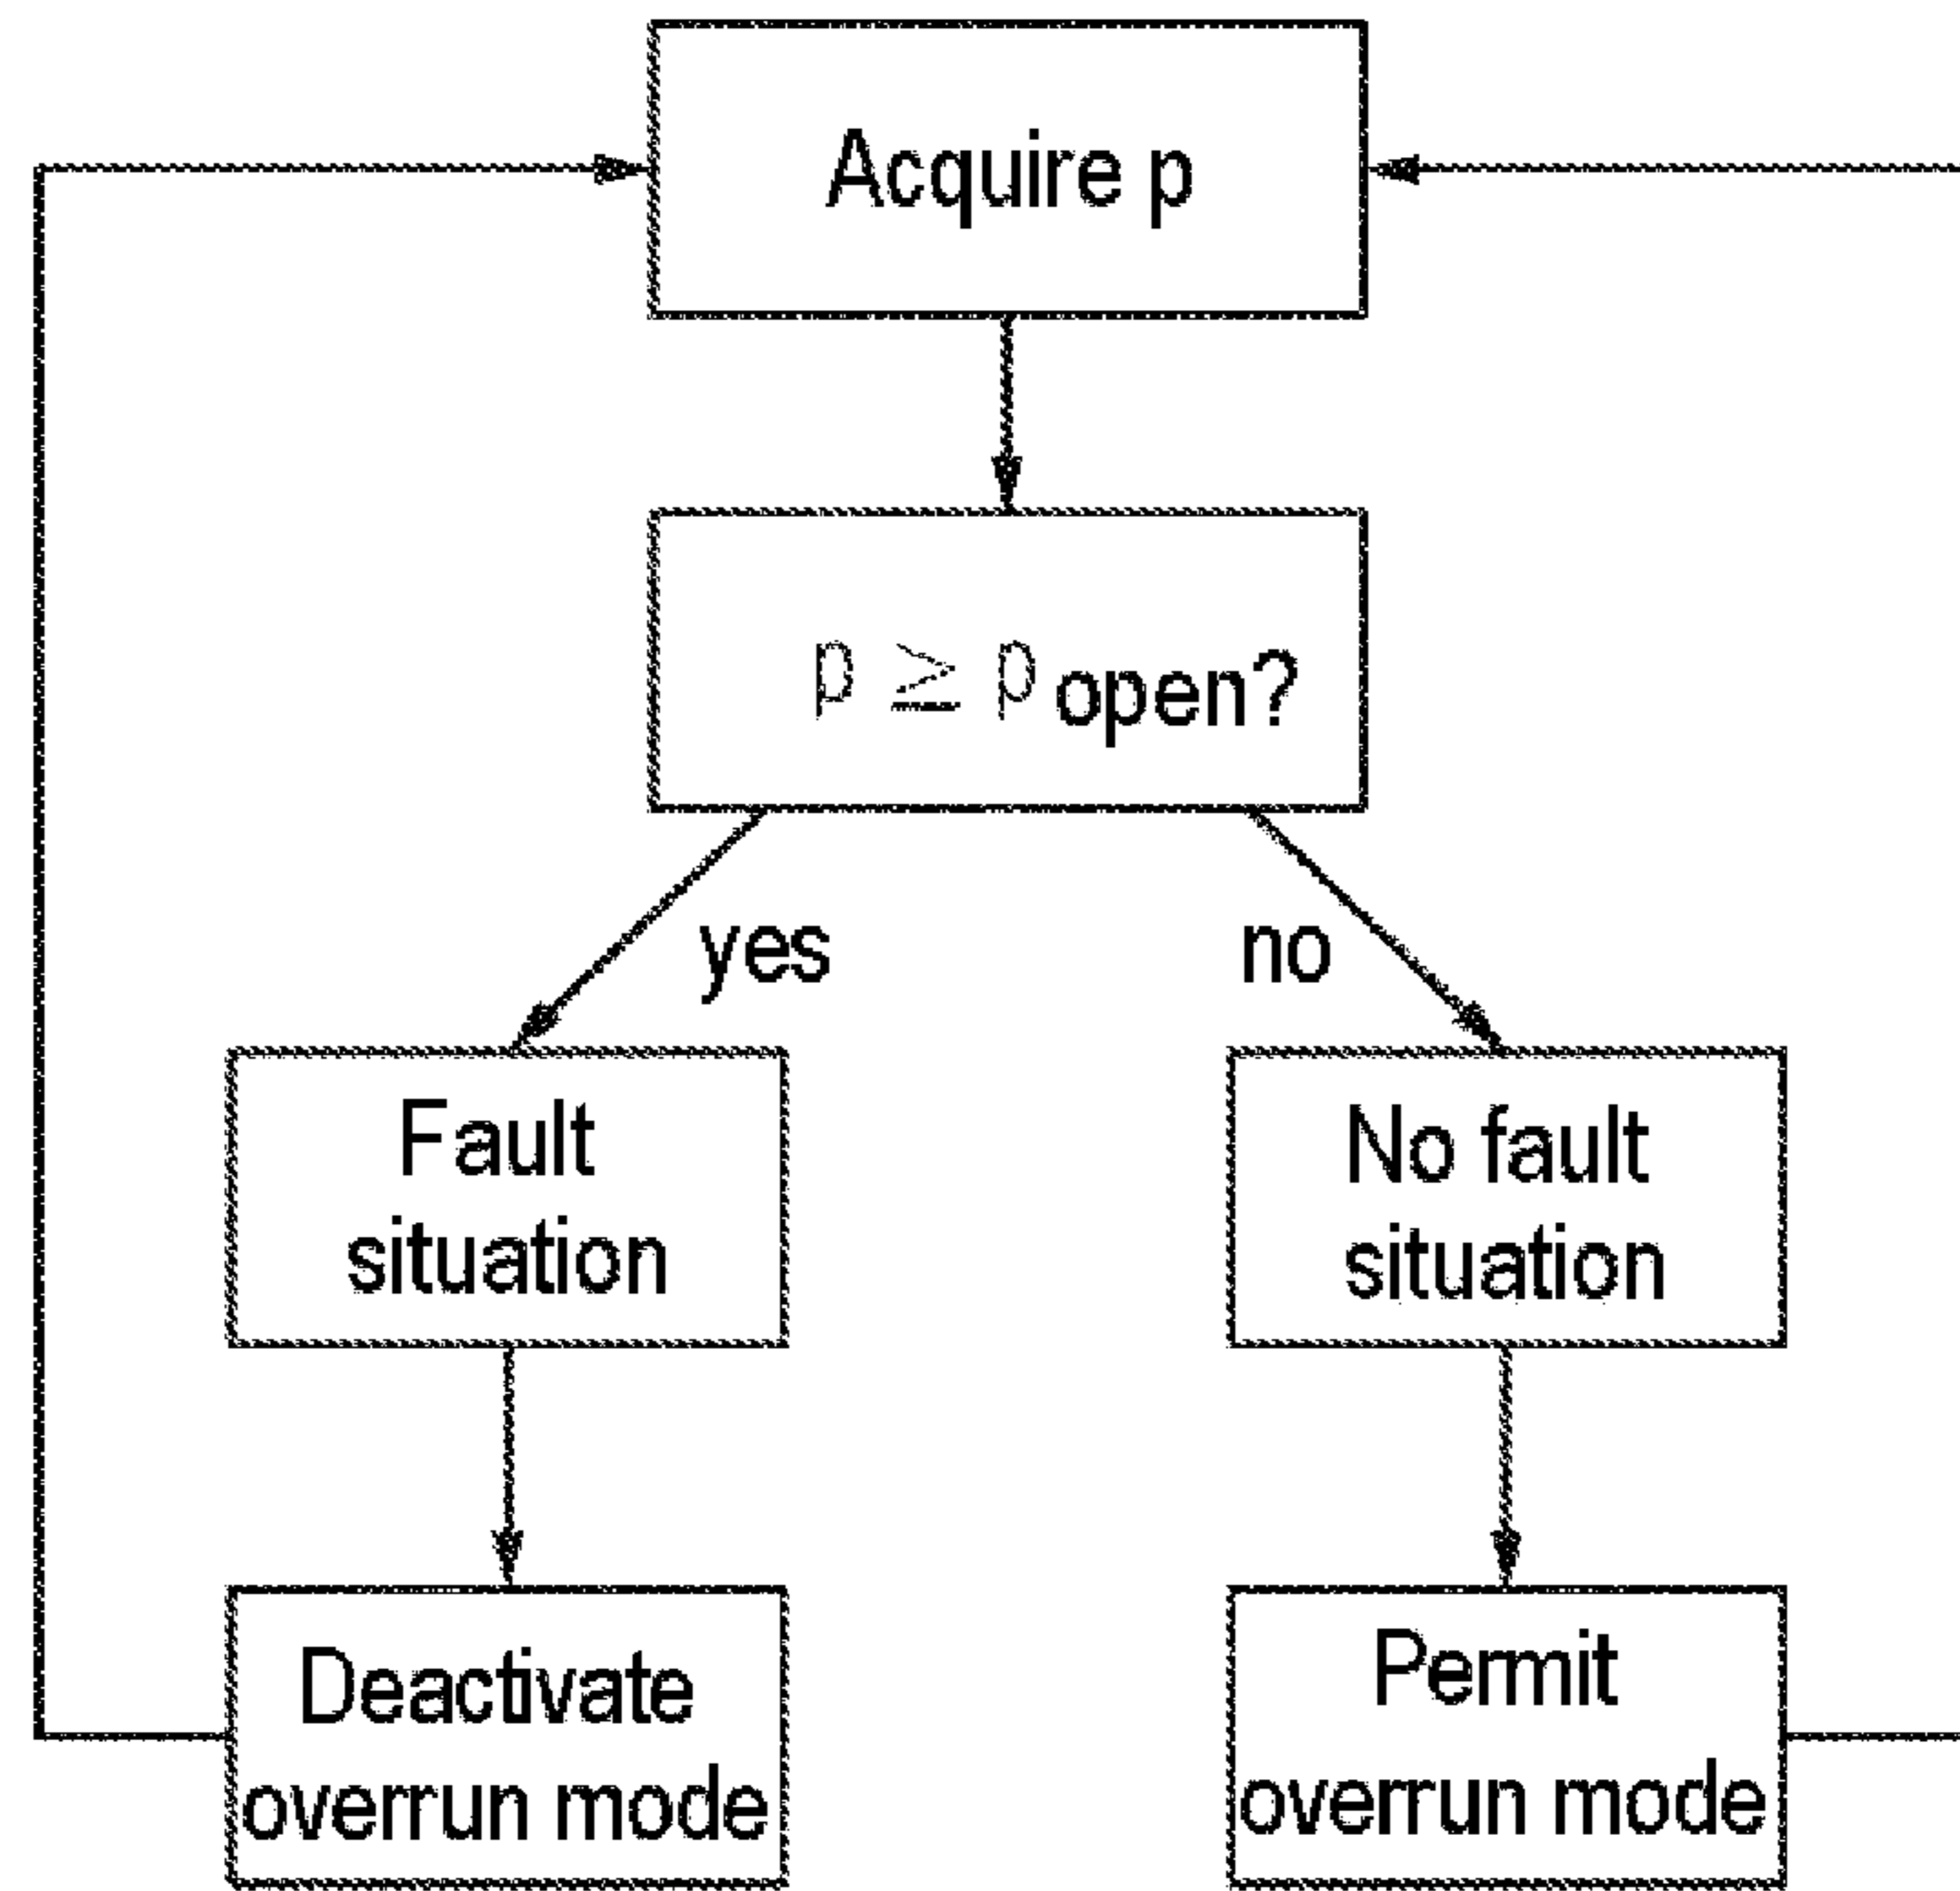 Acquire p
p ≥ p open?
yes
no
Fault
situation
No fault
situation
Deactivate
overrun mode
Permit
overrun mode